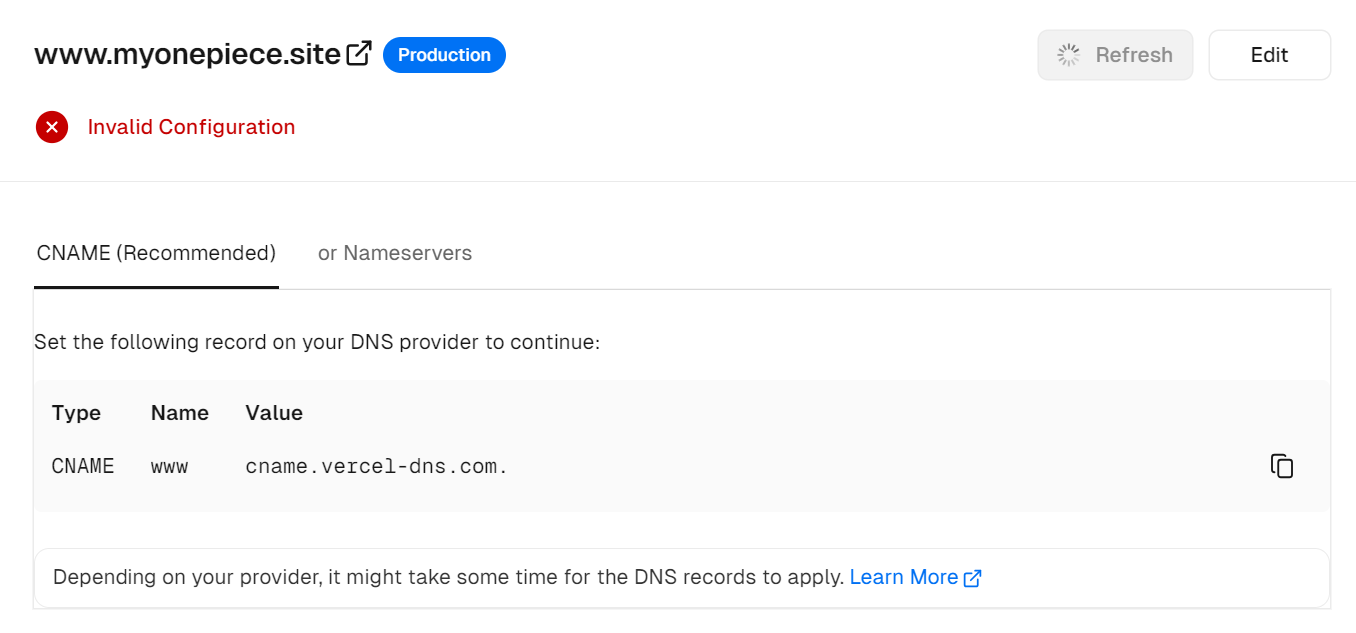 www.myonepiece.site Production Refresh Edit
Invalid Configuration
CNAME (Recommended) or Nameservers
Set the following record on your DNS provider to continue:
Type Name Value
CNAME www cname.vercel-dns.com.
Depending on your provider, it might take some time for the DNS records to apply. Learn More